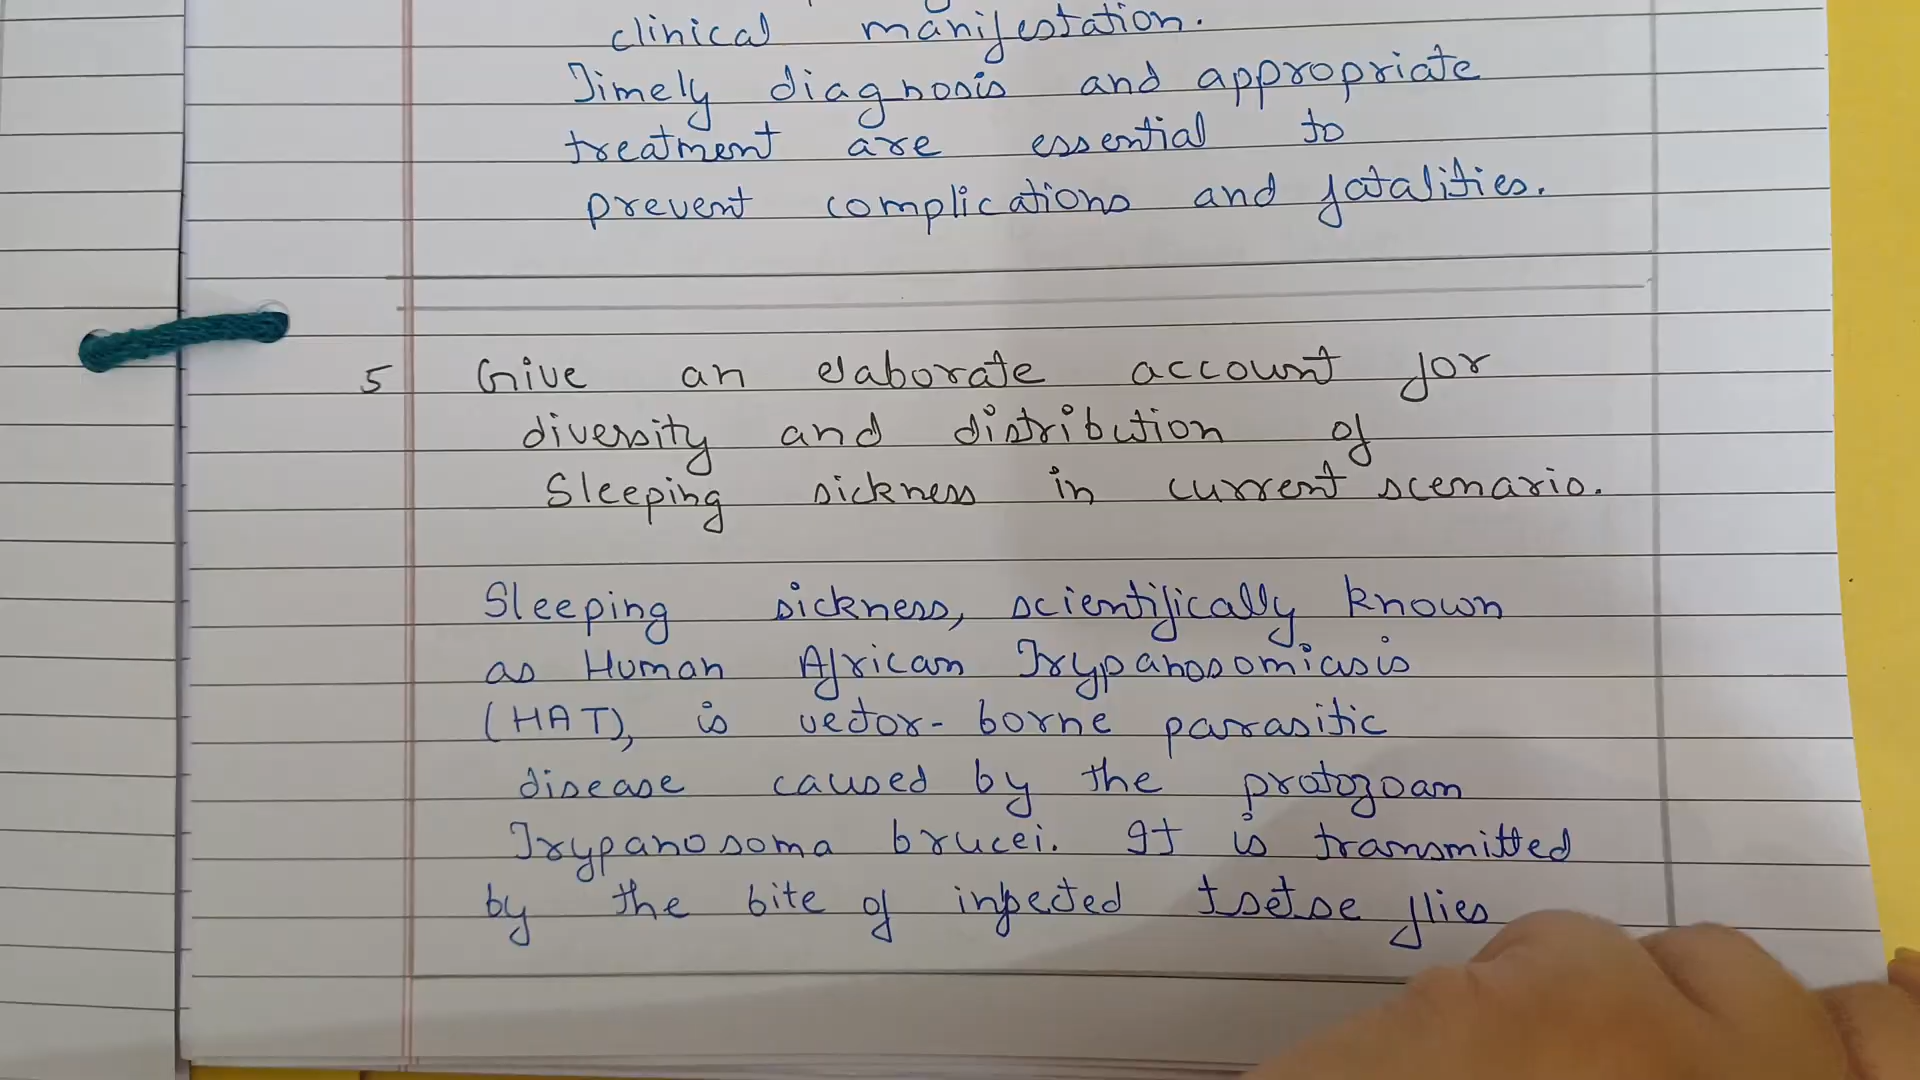 clinical manifestation.
Timely diagnosis and appropriate
treatment are essential to
prevent complications and fatalities.
5 Give an elaborate account for
diversity and distribution of
Sleeping sickness in current scenario.
Sleeping sickness, scientifically known
as Human African Trypanosomiasis
(HAT), is vector-borne parasitic
disease caused by the protozoan
Trypanosoma brucei. It is transmitted
by the bite of infected tsetse flies